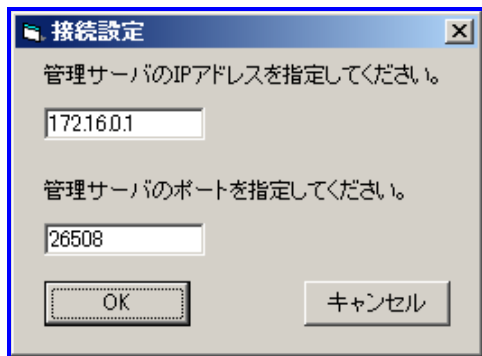 接続設定
管理サーバのIPアドレスを指定してください。
172.16.0.1
管理サーバのポートを指定してください。
26508
OK キャンセル